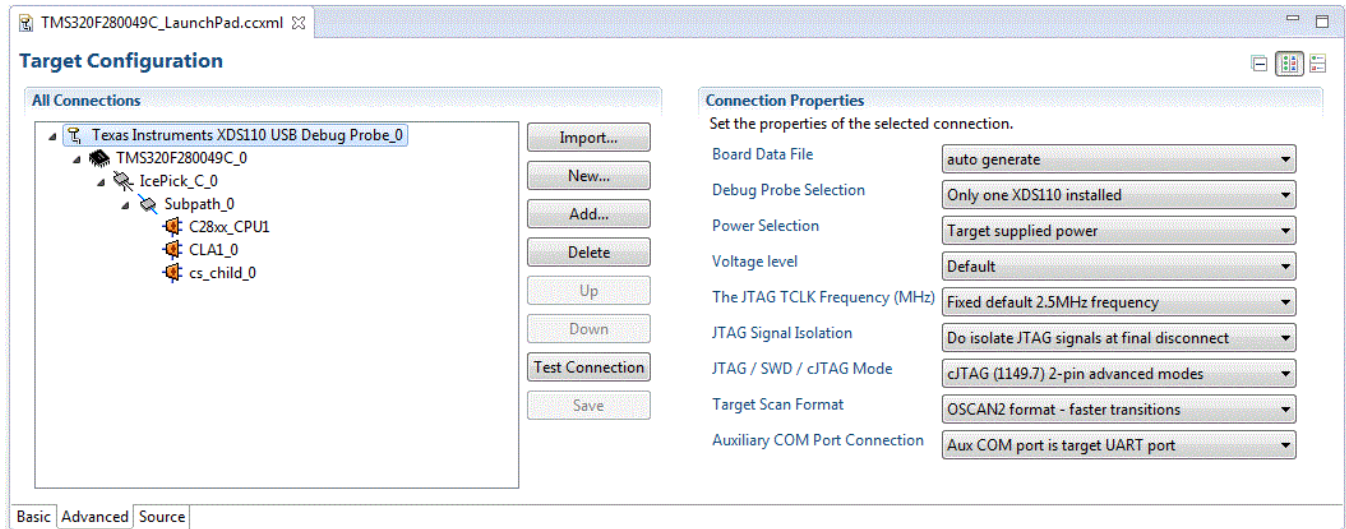 TMS320F280049C_LaunchPad.ccxml
Target Configuration
All Connections
Texas Instruments XDS110 USB Debug Probe_0
TMS320F280049C_0
IcePick_C_0
Subpath_0
C28xx_CPU1
CLA1_0
cs_child_0
Import...
New...
Add...
Delete
Up
Down
Test Connection
Save
Connection Properties
Set the properties of the selected connection.
Board Data File auto generate
Debug Probe Selection Only one XDS110 installed
Power Selection Target supplied power
Voltage level Default
The JTAG TCLK Frequency (MHz) Fixed default 2.5MHz frequency
JTAG Signal Isolation Do isolate JTAG signals at final disconnect
JTAG / SWD / cJTAG Mode cJTAG (1149.7) 2-pin advanced modes
Target Scan Format OSCAN2 format - faster transitions
Auxiliary COM Port Connection Aux COM port is target UART port
Basic Advanced Source